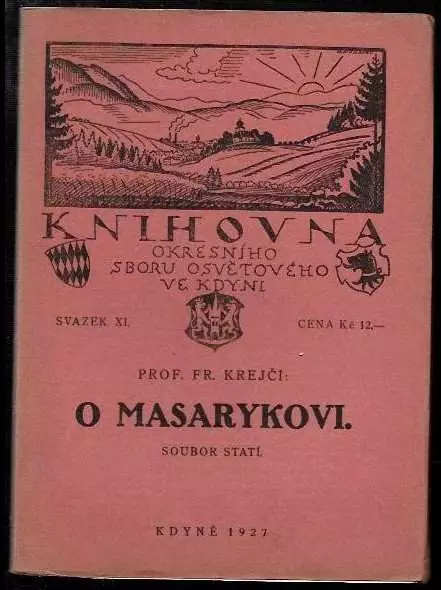 KNIHOVNA
OKRESNÍHO
SBORU OSVĚTOVÉHO
VE KDYNI
SVAZEK XI.
CENA Kč 12.—
PROF. FR. KREJČÍ:
O MASARYKOVI.
SOUBOR STATÍ.
KDYNĚ 1927